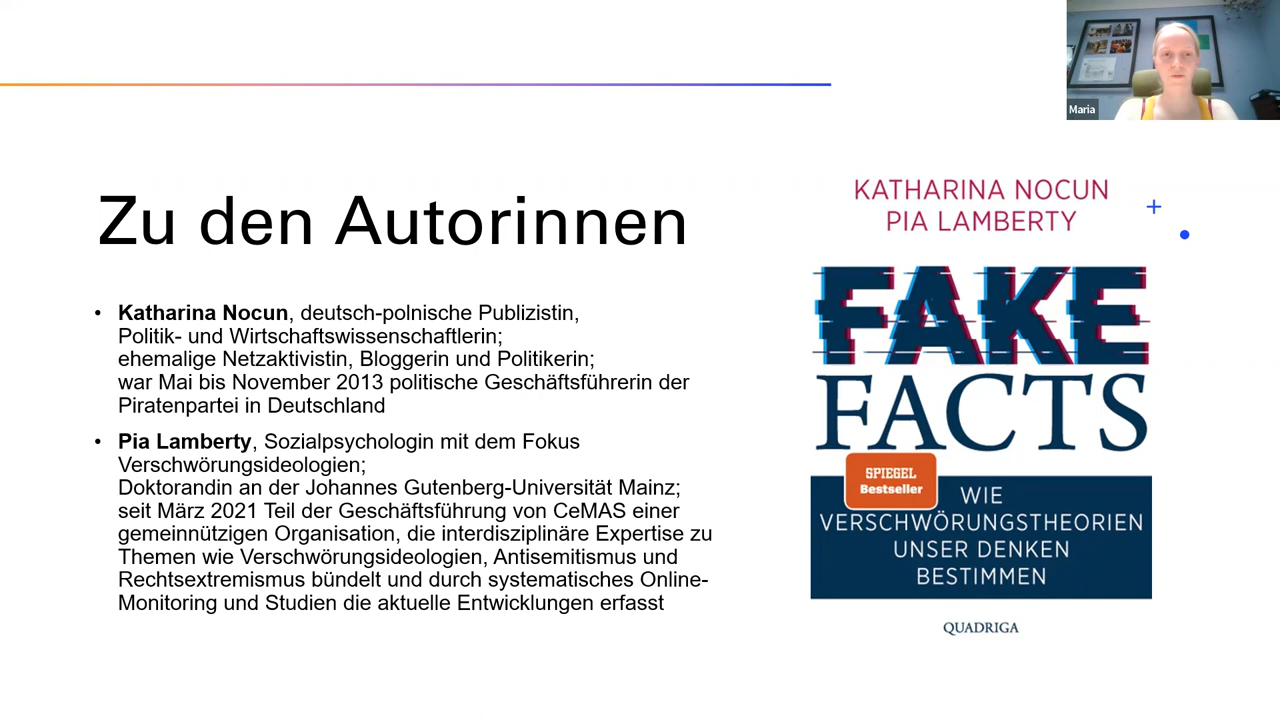 Maria
Zu den Autorinnen
• Katharina Nocun, deutsch-polnische Publizistin,
Politik- und Wirtschaftswissenschaftlerin;
ehemalige Netzaktivistin, Bloggerin und Politikerin;
war Mai bis November 2013 politische Geschäftsführerin der
Piratenpartei in Deutschland
• Pia Lamberty, Sozialpsychologin mit dem Fokus
Verschwörungsideologien;
Doktorandin an der Johannes Gutenberg-Universität Mainz;
seit März 2021 Teil der Geschäftsführung von CeMAS einer
gemeinnützigen Organisation, die interdisziplinäre Expertise zu
Themen wie Verschwörungsideologien, Antisemitismus und
Rechtsextremismus bündelt und durch systematisches Online-
Monitoring und Studien die aktuelle Entwicklungen erfasst
KATHARINA NOCUN
PIA LAMBERTY
FAKE
FACTS
SPIEGEL
Bestseller
WIE
VERSCHWÖRUNGSTHEORIEN
UNSER DENKEN
BESTIMMEN
QUADRIGA